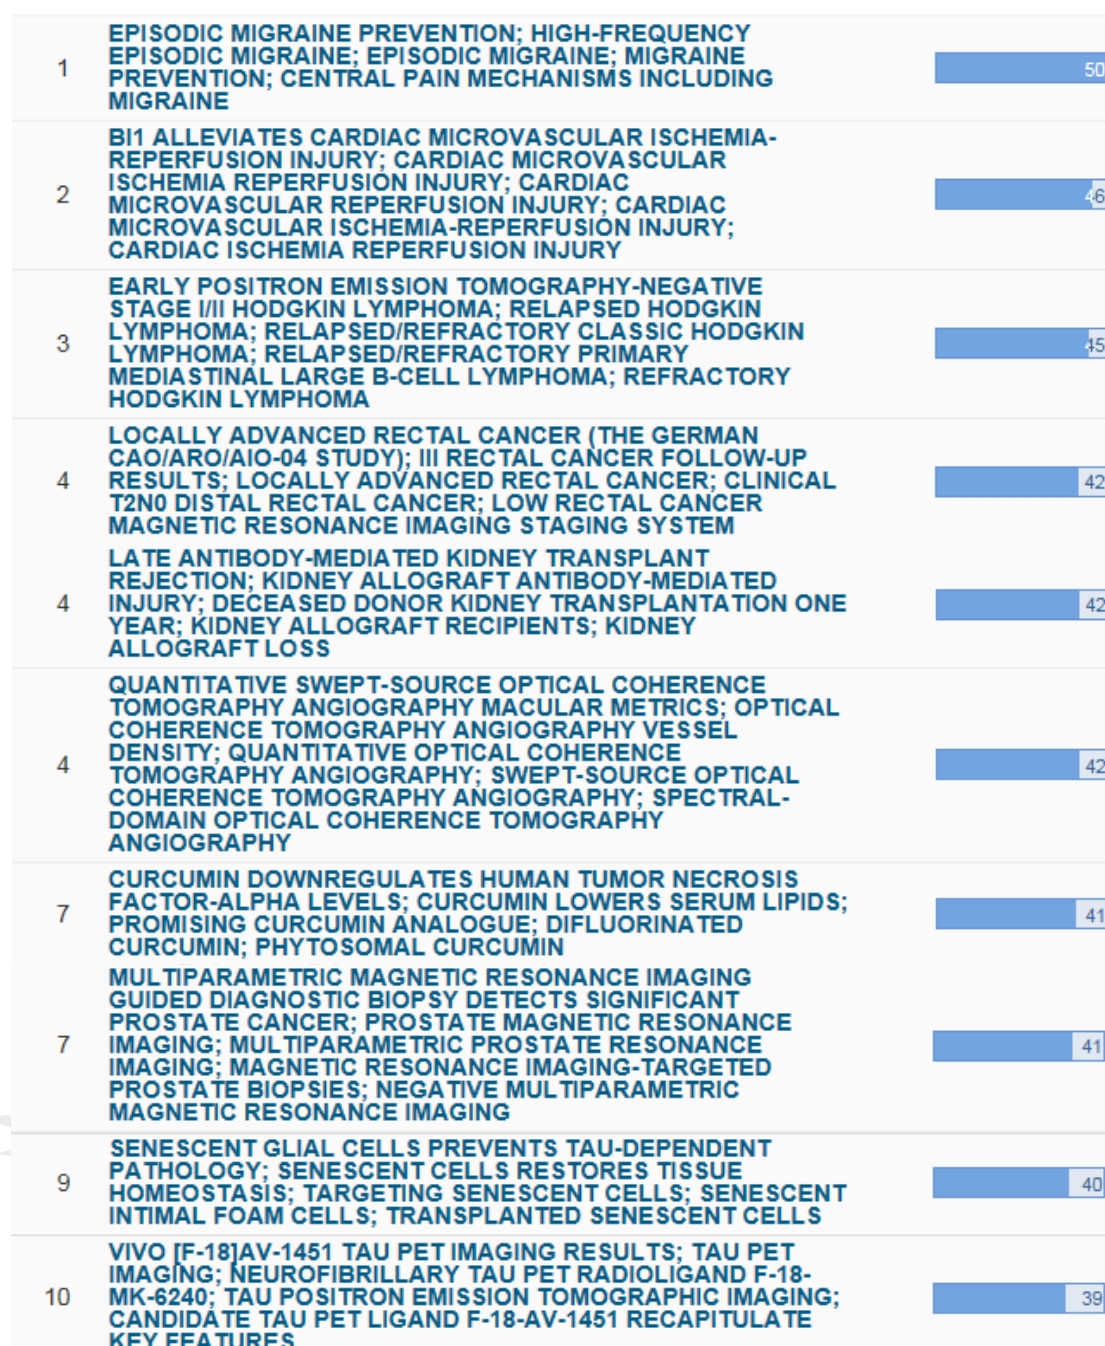 1
EPISODIC MIGRAINE PREVENTION; HIGH-FREQUENCY
EPISODIC MIGRAINE; EPISODIC MIGRAINE; MIGRAINE
PREVENTION; CENTRAL PAIN MECHANISMS INCLUDING
MIGRAINE
50
2
BI1 ALLEVIATES CARDIAC MICROVASCULAR ISCHEMIA-
REPERFUSION INJURY; CARDIAC MICROVASCULAR
ISCHEMIA REPERFUSION INJURY; CARDIAC
MICROVASCULAR REPERFUSION INJURY; CARDIAC
MICROVASCULAR ISCHEMIA-REPERFUSION INJURY;
CARDIAC ISCHEMIA REPERFUSION INJURY
46
3
EARLY POSITRON EMISSION TOMOGRAPHY-NEGATIVE
STAGE I/II HODGKIN LYMPHOMA; RELAPSED HODGKIN
LYMPHOMA; RELAPSED/REFRACTORY CLASSIC HODGKIN
LYMPHOMA; RELAPSED/REFRACTORY PRIMARY
MEDIASTINAL LARGE B-CELL LYMPHOMA; REFRACTORY
HODGKIN LYMPHOMA
45
4
LOCALLY ADVANCED RECTAL CANCER (THE GERMAN
CAO/ARO/AIO-04 STUDY); III RECTAL CANCER FOLLOW-UP
RESULTS; LOCALLY ADVANCED RECTAL CANCER; CLINICAL
T2N0 DISTAL RECTAL CANCER; LOW RECTAL CANCER
MAGNETIC RESONANCE IMAGING STAGING SYSTEM
42
4
LATE ANTIBODY-MEDIATED KIDNEY TRANSPLANT
REJECTION; KIDNEY ALLOGRAFT ANTIBODY-MEDIATED
INJURY; DECEASED DONOR KIDNEY TRANSPLANTATION ONE
YEAR; KIDNEY ALLOGRAFT RECIPIENTS; KIDNEY
ALLOGRAFT LOSS
42
4
QUANTITATIVE SWEPT-SOURCE OPTICAL COHERENCE
TOMOGRAPHY ANGIOGRAPHY MACULAR METRICS; OPTICAL
COHERENCE TOMOGRAPHY ANGIOGRAPHY VESSEL
DENSITY; QUANTITATIVE OPTICAL COHERENCE
TOMOGRAPHY ANGIOGRAPHY; SWEPT-SOURCE OPTICAL
COHERENCE TOMOGRAPHY ANGIOGRAPHY; SPECTRAL-
DOMAIN OPTICAL COHERENCE TOMOGRAPHY
ANGIOGRAPHY
42
7
CURCUMIN DOWNREGULATES HUMAN TUMOR NECROSIS
FACTOR-ALPHA LEVELS; CURCUMIN LOWERS SERUM LIPIDS;
PROMISING CURCUMIN ANALOGUE; DIFLUORINATED
CURCUMIN; PHYTOSOMAL CURCUMIN
41
7
MULTIPARAMETRIC MAGNETIC RESONANCE IMAGING
GUIDED DIAGNOSTIC BIOPSY DETECTS SIGNIFICANT
PROSTATE CANCER; PROSTATE MAGNETIC RESONANCE
IMAGING; MULTIPARAMETRIC PROSTATE RESONANCE
IMAGING; MAGNETIC RESONANCE IMAGING-TARGETED
PROSTATE BIOPSIES; NEGATIVE MULTIPARAMETRIC
MAGNETIC RESONANCE IMAGING
41
9
SENESCENT GLIAL CELLS PREVENTS TAU-DEPENDENT
PATHOLOGY; SENESCENT CELLS RESTORES TISSUE
HOMEOSTASIS; TARGETING SENESCENT CELLS; SENESCENT
INTIMAL FOAM CELLS; TRANSPLANTED SENESCENT CELLS
40
10
VIVO [F-18]AV-1451 TAU PET IMAGING RESULTS; TAU PET
IMAGING; NEUROFIBRILLARY TAU PET RADIOLIGAND F-18-
MK-6240; TAU POSITRON EMISSION TOMOGRAPHIC IMAGING;
CANDIDATE TAU PET LIGAND F-18-AV-1451 RECAPITULATE
KEY FEATURES
39